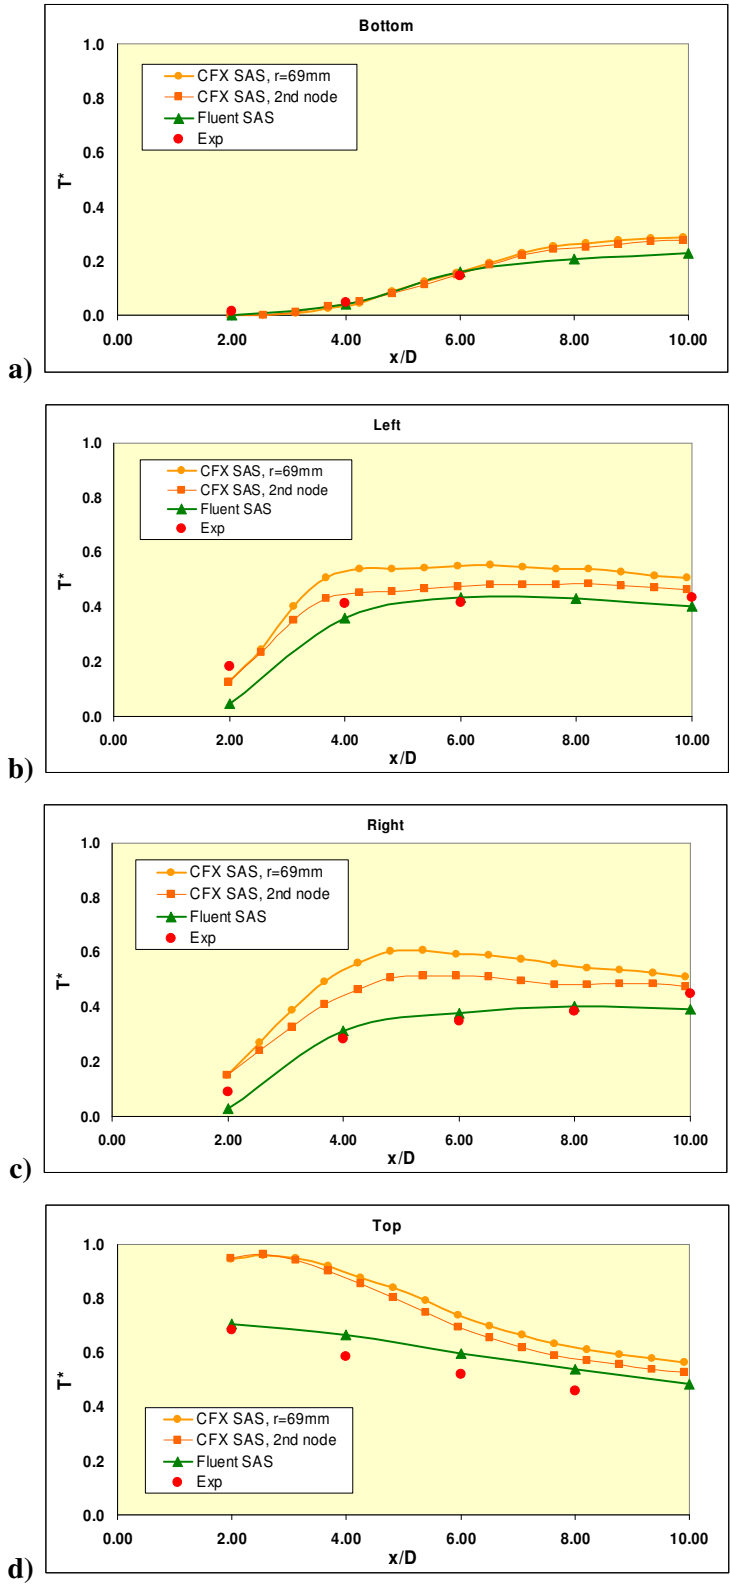 Bottom
1.0
CFX SAS, r=69mm
CFX SAS, 2nd node
Fluent SAS
Exp
0.8
0.6
T*
0.4
0.2
0.0
0.00 2.00 4.00 6.00 8.00 10.00
x/D
a)
Left
1.0
CFX SAS, r=69mm
CFX SAS, 2nd node
Fluent SAS
Exp
0.8
0.6
T*
0.4
0.2
0.0
0.00 2.00 4.00 6.00 8.00 10.00
x/D
b)
Right
1.0
CFX SAS, r=69mm
CFX SAS, 2nd node
Fluent SAS
Exp
0.8
0.6
T*
0.4
0.2
0.0
0.00 2.00 4.00 6.00 8.00 10.00
x/D
c)
Top
1.0
0.8
0.6
T*
0.4
CFX SAS, r=69mm
CFX SAS, 2nd node
Fluent SAS
Exp
0.2
0.0
0.00 2.00 4.00 6.00 8.00 10.00
x/D
d)